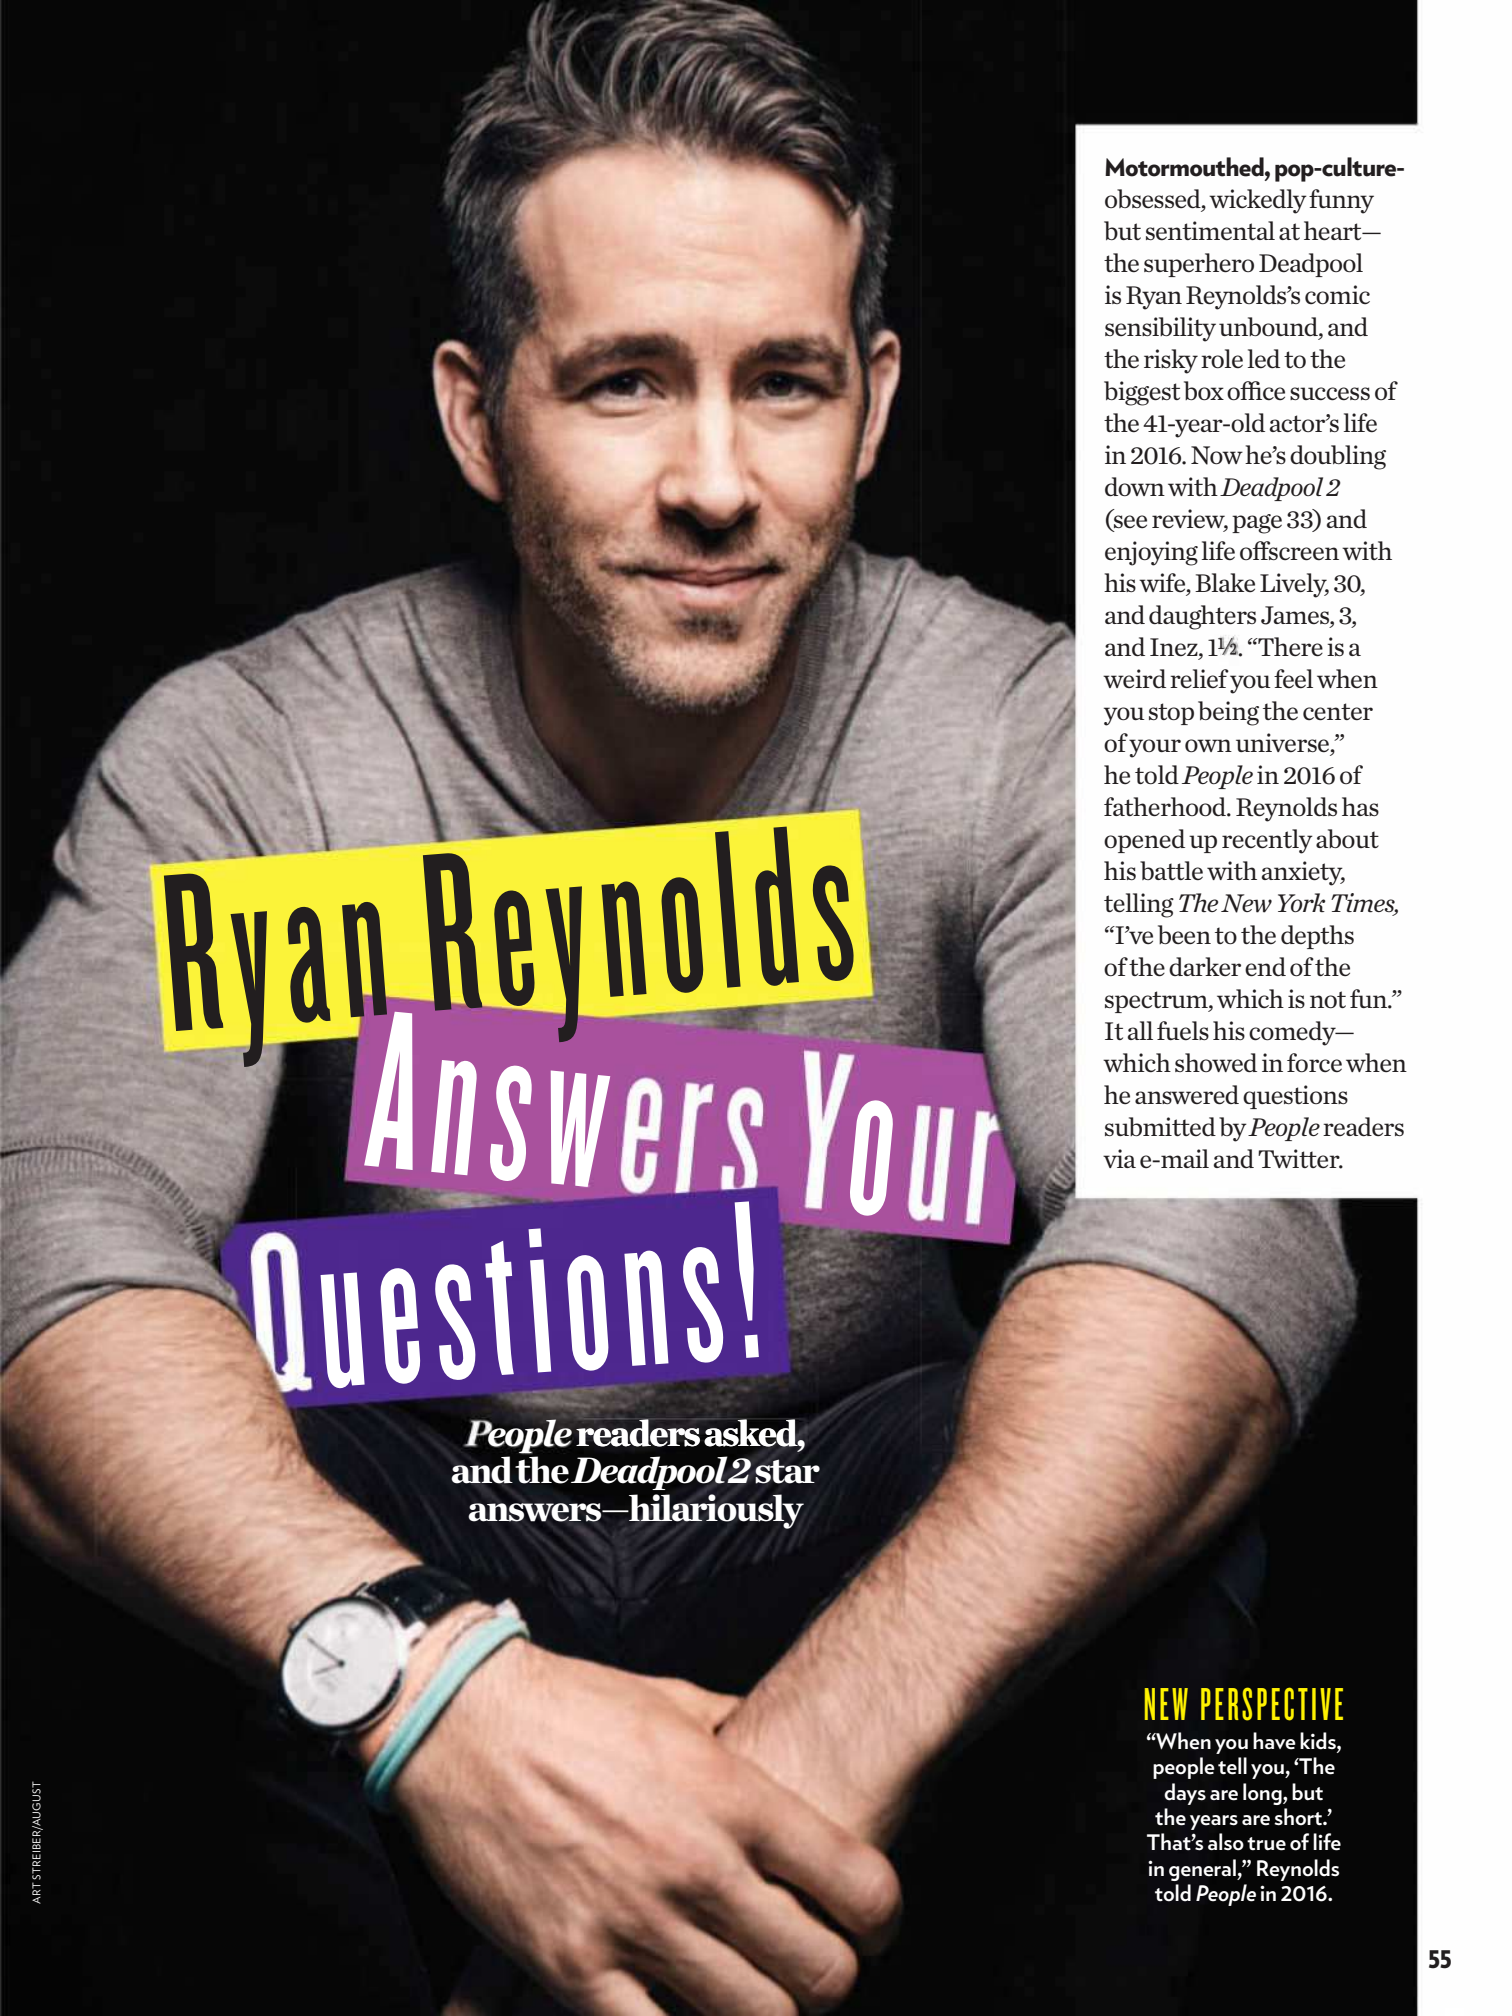 Motormouthed, pop-culture-
obsessed, wickedly funny
but sentimental at heart—
the superhero Deadpool
is Ryan Reynolds’s comic
sensibility unbound, and
the risky role led to the
biggest box office success of
the 41-year-old actor’s life
in 2016. Now he’s doubling
down with Deadpool 2
(see review, page 33) and
enjoying life offscreen with
his wife, Blake Lively, 30,
and daughters James, 3,
and Inez, 1½. “There is a
weird relief you feel when
you stop being the center
of your own universe,”
he told People in 2016 of
fatherhood. Reynolds has
opened up recently about
his battle with anxiety,
telling The New York Times,
“I’ve been to the depths
of the darker end of the
spectrum, which is not fun.”
It all fuels his comedy—
which showed in force when
he answered questions
submitted by People readers
via e-mail and Twitter.
Ryan Reynolds
Answers Your
Questions!
People readers asked,
and the Deadpool 2 star
answers—hilariously
NEW PERSPECTIVE
“When you have kids,
people tell you, ‘The
days are long, but
the years are short.’
That’s also true of life
in general,” Reynolds
told People in 2016.
ART STREIBER/AUGUST
55